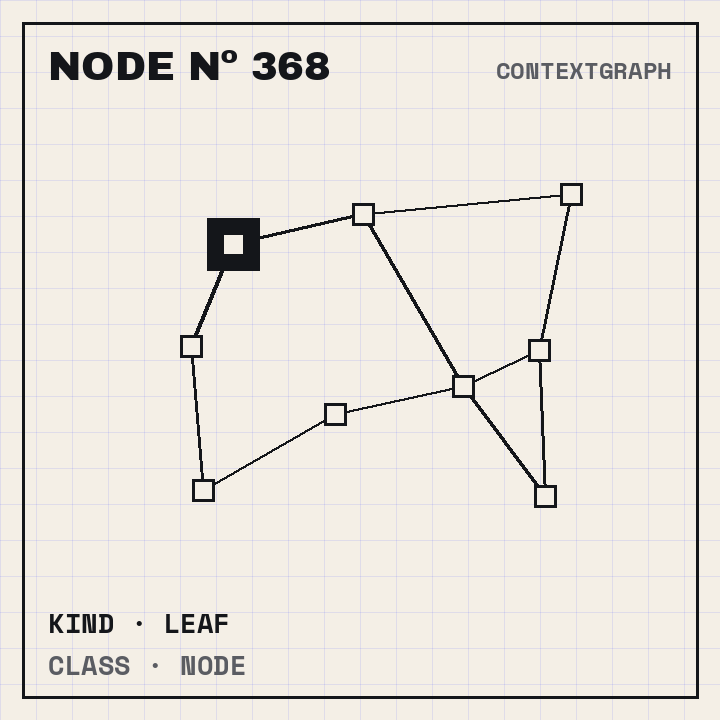 NODE Nº 368
CONTEXTGRAPH
KIND · LEAF
CLASS · NODE